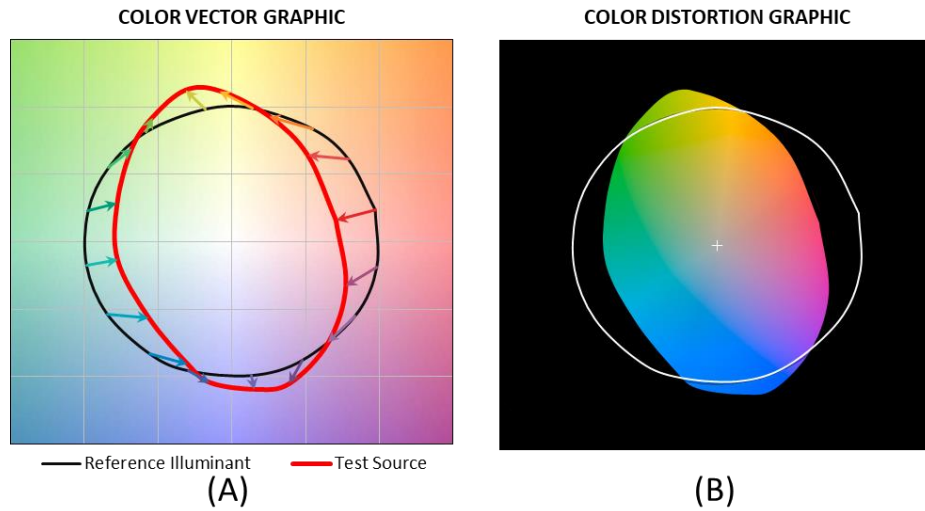 COLOR VECTOR GRAPHIC
COLOR DISTORTION GRAPHIC
Reference Illuminant
Test Source
(A)
(B)